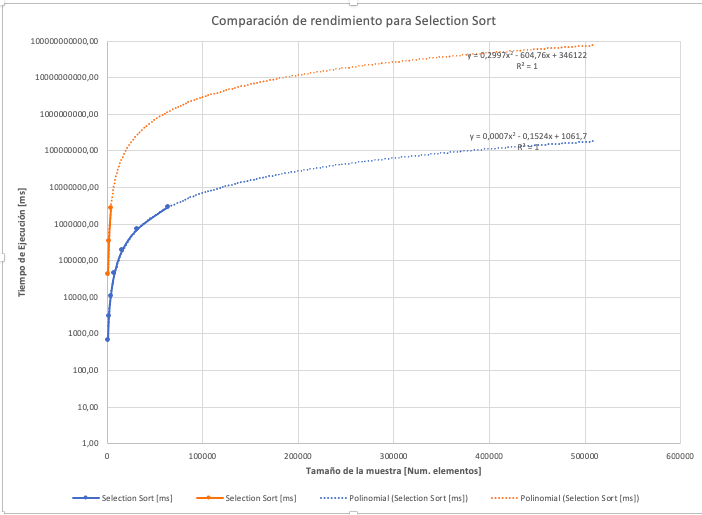 Comparación de rendimiento para Selection Sort
100000000000,00
10000000000,00
1000000000,00
100000000,00
10000000,00
1000000,00
100000,00
10000,00
1000,00
100,00
10,00
1,00
Tiempo de Ejecución [ms]
y = 0,2997x² - 604,76x + 346122
R² = 1
y = 0,0007x² - 0,1524x + 1061,7
R² = 1
0 100000 200000 300000 400000 500000 600000
Tamaño de la muestra [Num. elementos]
Selection Sort [ms] Selection Sort [ms] Polinomial (Selection Sort [ms]) Polinomial (Selection Sort [ms])